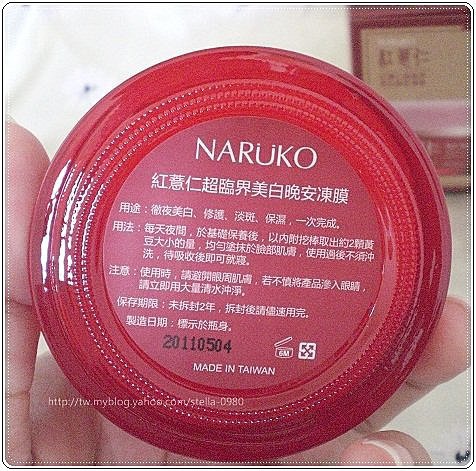 NARUKO
紅薏仁超臨界美白晚安凍膜
用途：徹夜美白、修護、淡斑、保濕，一次完成。
用法：每天夜間，於基礎保養後，以內附挖棒取出約2顆黃
豆大小的量，均勻塗抹於臉部肌膚，使用過後不須沖
洗，待吸收後即可就寢。
注意：使用時，請避開眼周肌膚，若不慎將產品滲入眼睛，
請立即用大量清水沖淨。
保存期限：未拆封2年，拆封後請儘速用完。
製造日期：標示於瓶身。
20110504
6M
MADE IN TAIWAN
http://tw.myblog.yahoo.com/stella-0980
紅薏仁